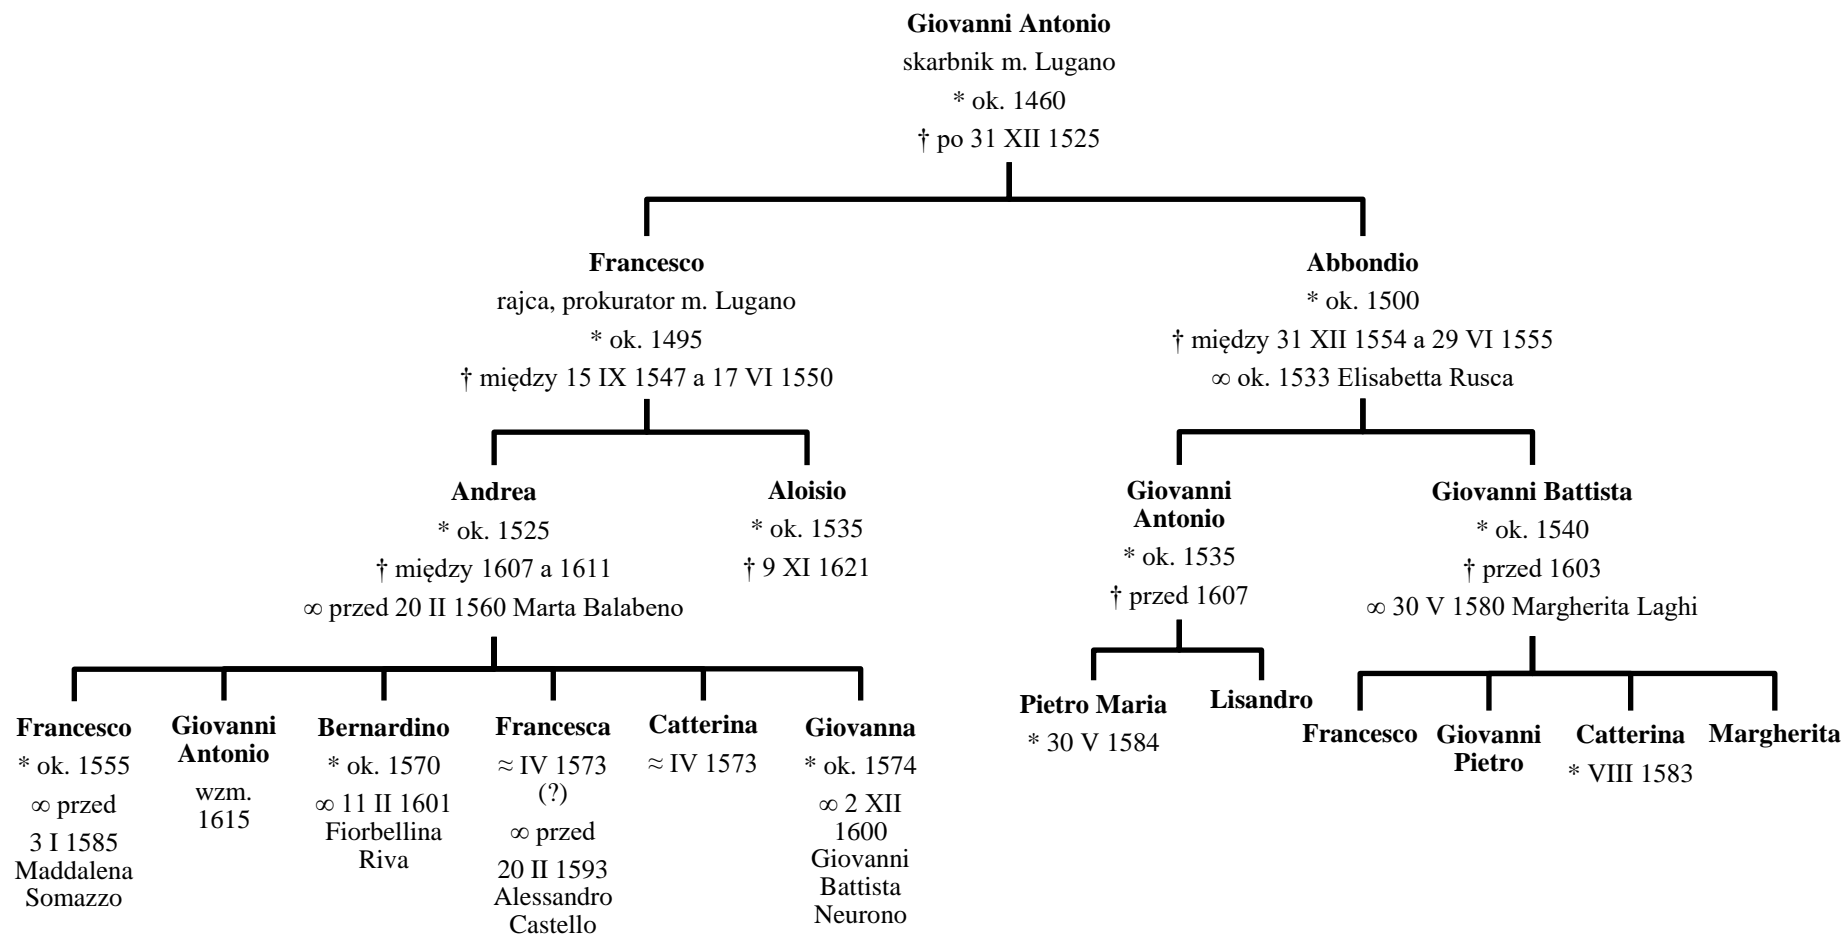 Giovanni Antonio
skarbnik m. Lugano
* ok. 1460
† po 31 XII 1525
Francesco
rajca, prokurator m. Lugano
* ok. 1495
† między 15 IX 1547 a 17 VI 1550
Abbondio
* ok. 1500
† między 31 XII 1554 a 29 VI 1555
∞ ok. 1533 Elisabetta Rusca
Andrea
* ok. 1525
† między 1607 a 1611
∞ przed 20 II 1560 Marta Balabeno
Aloisio
* ok. 1535
† 9 XI 1621
Giovanni
Antonio
* ok. 1535
† przed 1607
Giovanni Battista
* ok. 1540
† przed 1603
∞ 30 V 1580 Margherita Laghi
Francesco
* ok. 1555
∞ przed
3 I 1585
Maddalena
Somazzo
Giovanni
Antonio
wzm.
1615
Bernardino
* ok. 1570
∞ 11 II 1601
Fiorbellina
Riva
Francesca
≈ IV 1573
(?)
∞ przed
20 II 1593
Alessandro
Castello
Catterina
≈ IV 1573
Giovanna
* ok. 1574
∞ 2 XII
1600
Giovanni
Battista
Neurono
Pietro Maria
* 30 V 1584
Lisandro
Francesco
Giovanni
Pietro
Catterina
* VIII 1583
Margherita